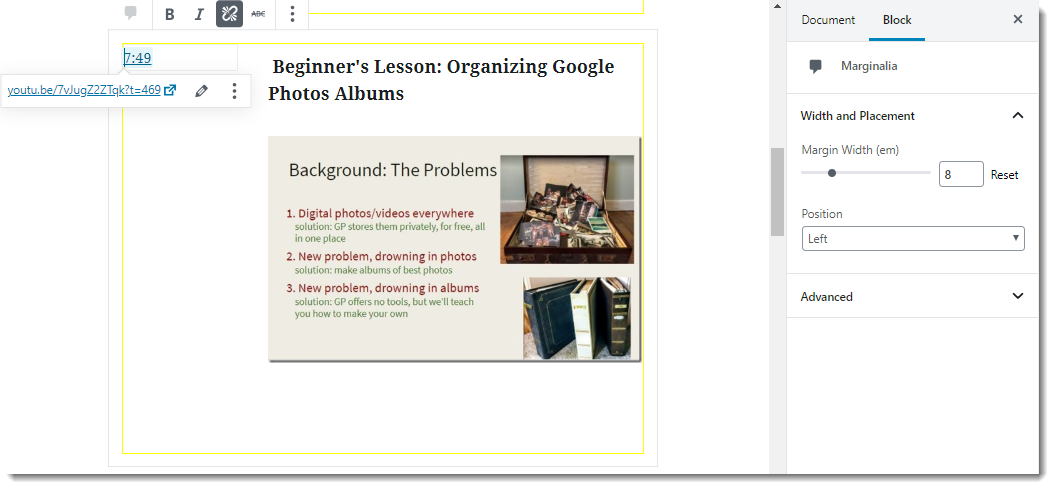 B I ABC
7:49
youtu.be/7vJugZ2ZTqk?t=469
Beginner's Lesson: Organizing Google
Photos Albums
Background: The Problems
1. Digital photos/videos everywhere
solution: GP stores them privately, for free, all
in one place
2. New problem, drowning in photos
solution: make albums of best photos
3. New problem, drowning in albums
solution: GP offers no tools, but we'll teach
you how to make your own
Document Block
Marginalia
Width and Placement
Margin Width (em)
8 Reset
Position
Left
Advanced